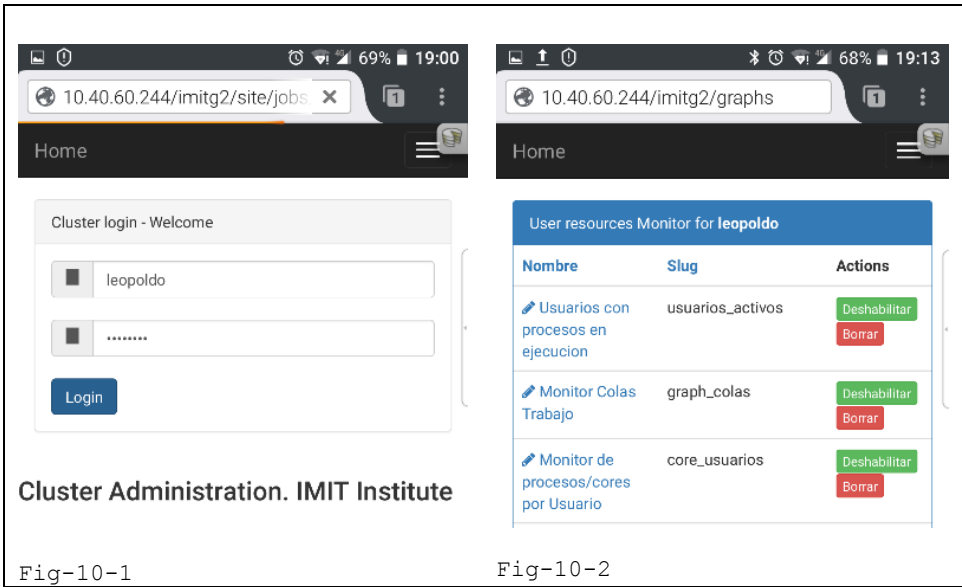 4G 69% 19:00
10.40.60.244/imitg2/site/jobs
1
Home
Cluster login - Welcome
leopoldo
••••••••
Login
Cluster Administration. IMIT Institute
Fig-10-1
4G 68% 19:13
10.40.60.244/imitg2/graphs
1
Home
User resources Monitor for leopoldo
Nombre Slug Actions
Usuarios con procesos en ejecucion usuarios_activos Deshabilitar Borrar
Monitor Colas Trabajo graph_colas Deshabilitar Borrar
Monitor de procesos/cores por Usuario core_usuarios Deshabilitar Borrar
Fig-10-2